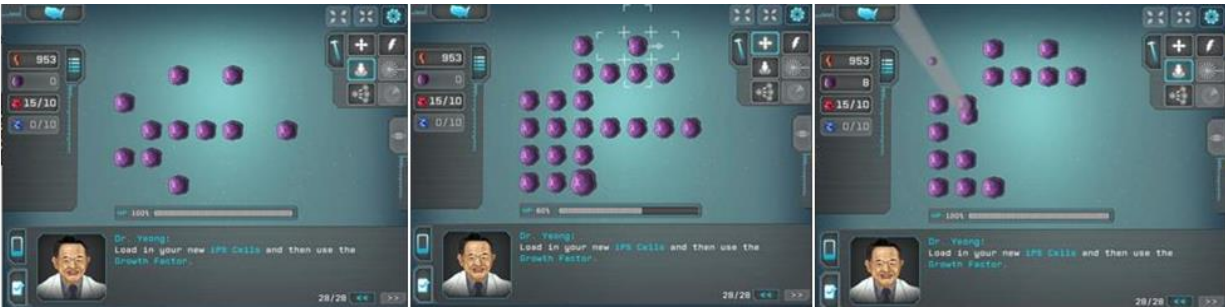 953
0
15/10
0/10
HP 100%
Dr. Yeong:
Load in your new iPS Cells and then use the
Growth Factor.
28/28 << >>
953
0
15/10
0/10
HP 60%
Dr. Yeong:
Load in your new iPS Cells and then use the
Growth Factor.
28/28 << >>
953
8
15/10
0/10
HP 100%
Dr. Yeong:
Load in your new iPS Cells and then use the
Growth Factor.
28/28 << >>